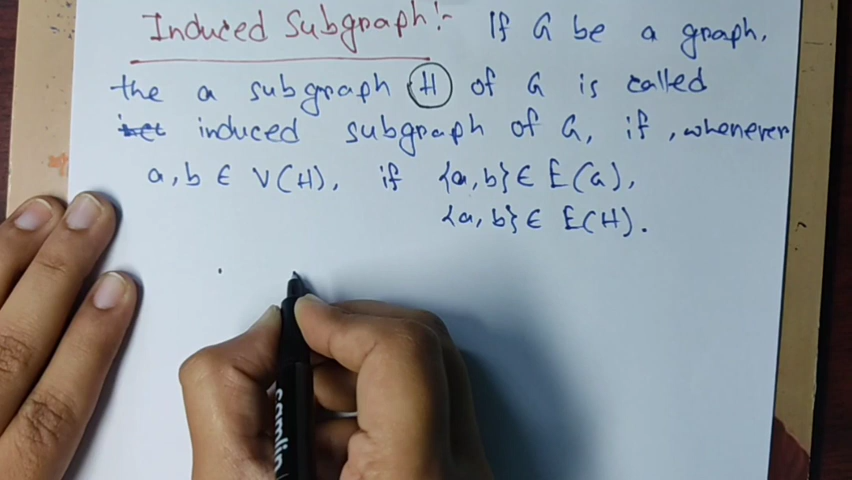 Induced Subgraph:- If G be a graph,
the a subgraph H of G is called
induced subgraph of G, if, whenever
a, b ∈ V(H), if {a, b} ∈ E(G),
{a, b} ∈ E(H).